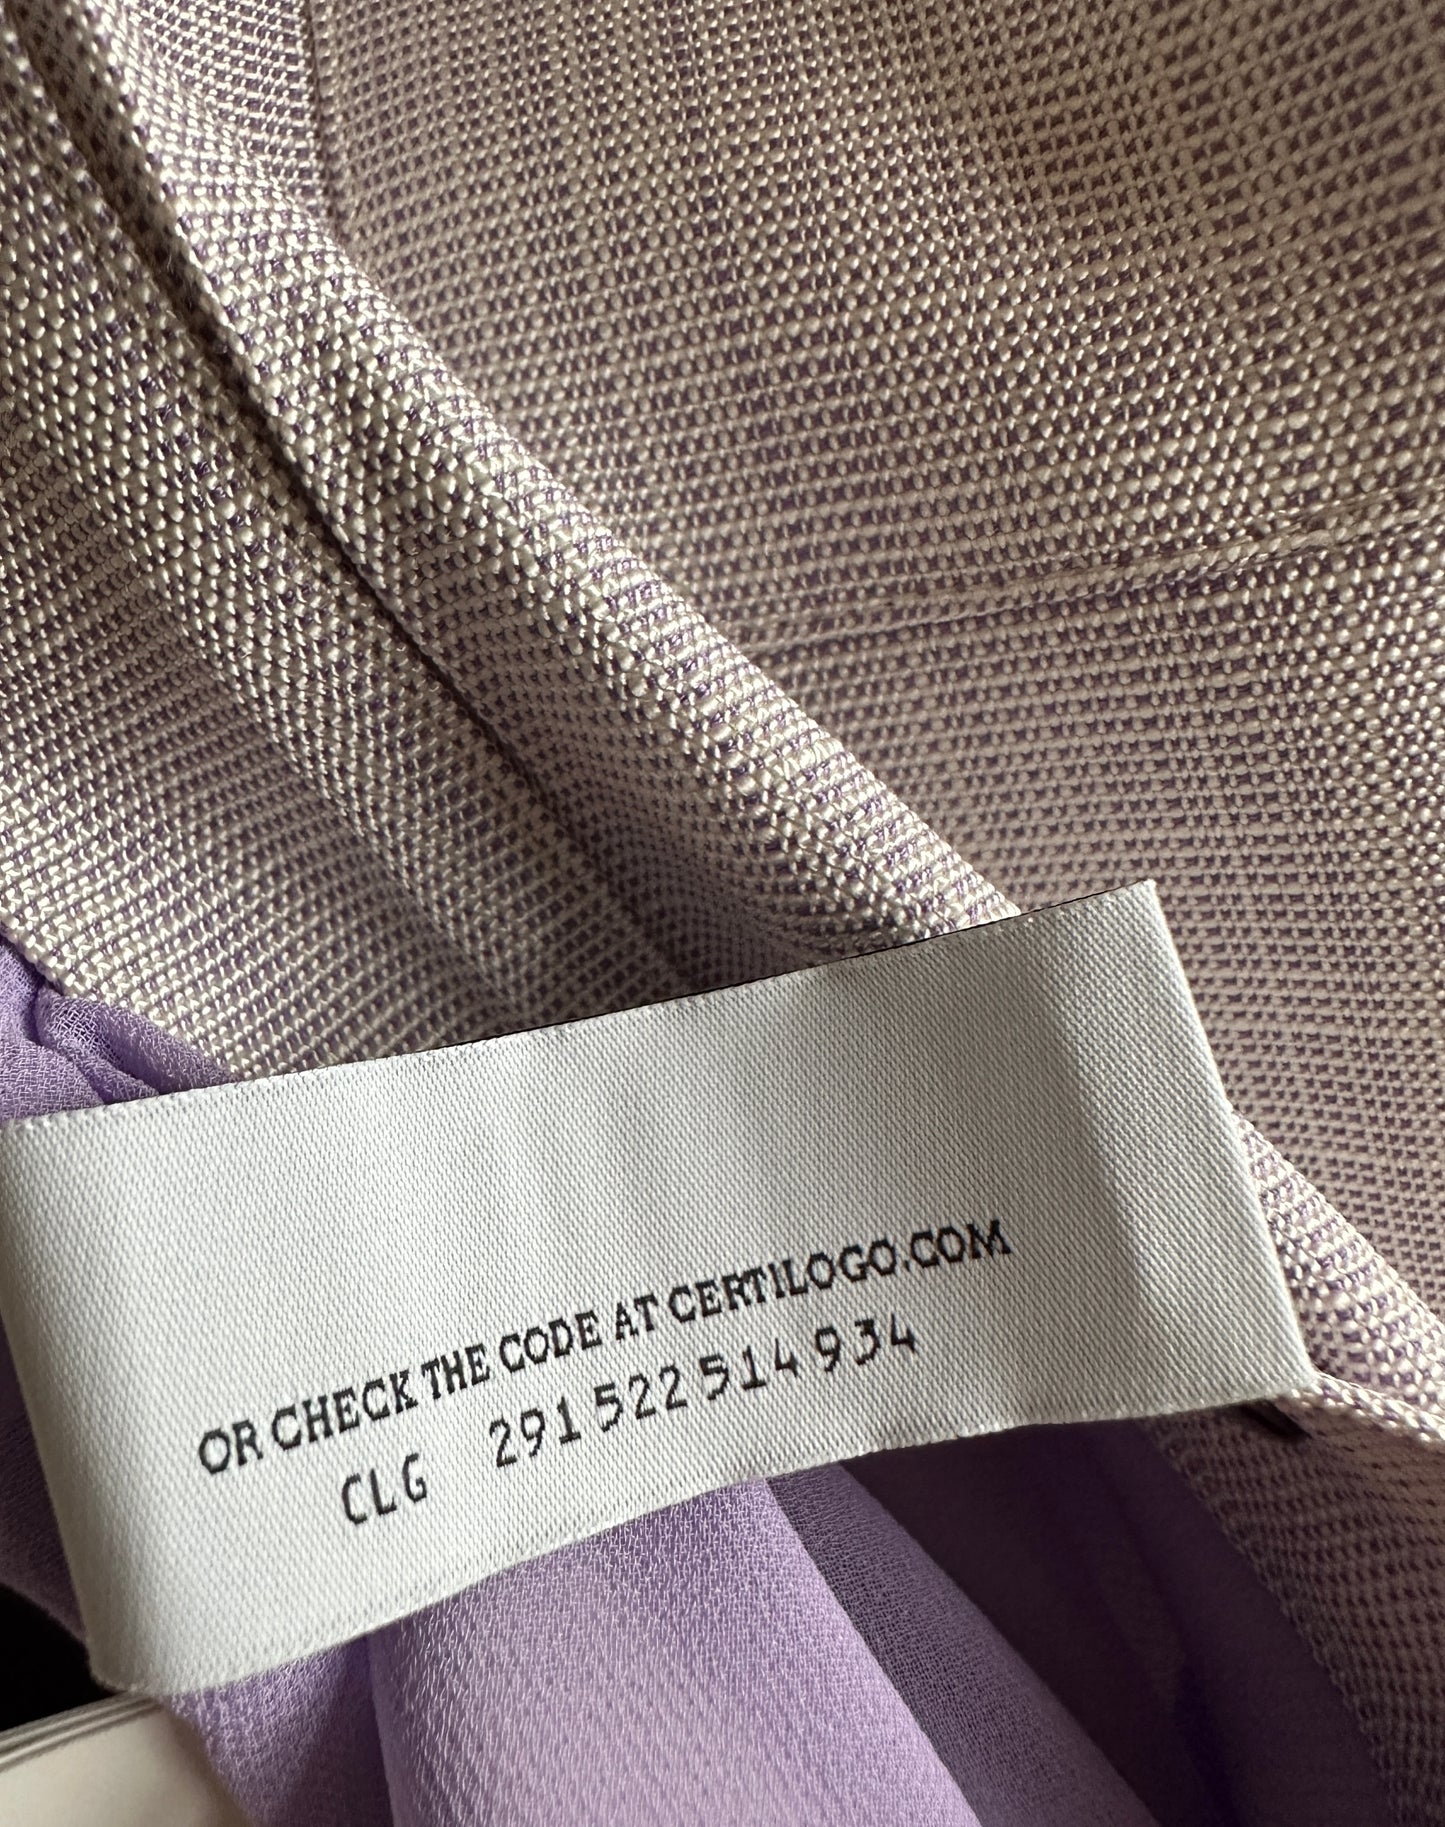 OR CHECK THE CODE AT CERTILOGO.COM
CLG 291522514934